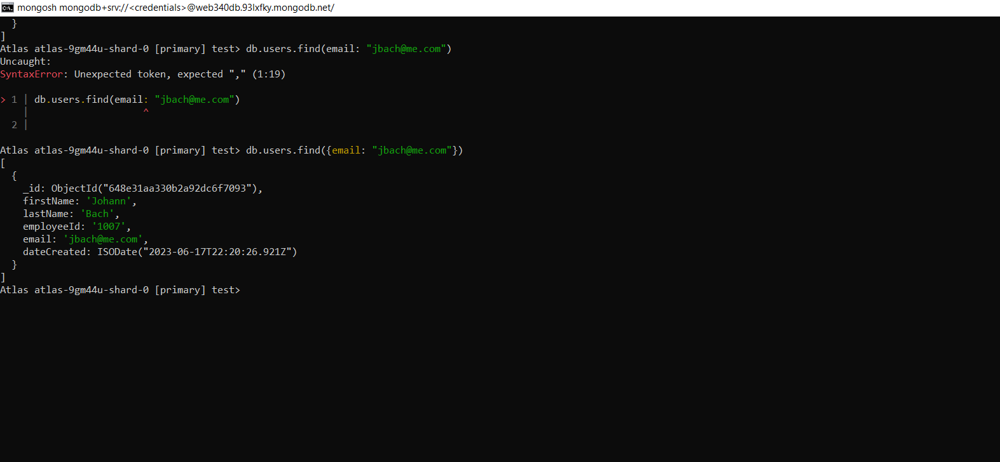 mongosh mongodb+srv://<credentials>@web340db.93lxfky.mongodb.net/
  }
]
Atlas atlas-9gm44u-shard-0 [primary] test> db.users.find(email: "jbach@me.com")
Uncaught:
SyntaxError: Unexpected token, expected "," (1:19)
> 1 | db.users.find(email: "jbach@me.com")
    |                    ^
  2 |
Atlas atlas-9gm44u-shard-0 [primary] test> db.users.find({email: "jbach@me.com"})
[
  {
    _id: ObjectId("648e31aa330b2a92dc6f7093"),
    firstName: 'Johann',
    lastName: 'Bach',
    employeeId: '1007',
    email: 'jbach@me.com',
    dateCreated: ISODate("2023-06-17T22:20:26.921Z")
  }
]
Atlas atlas-9gm44u-shard-0 [primary] test>